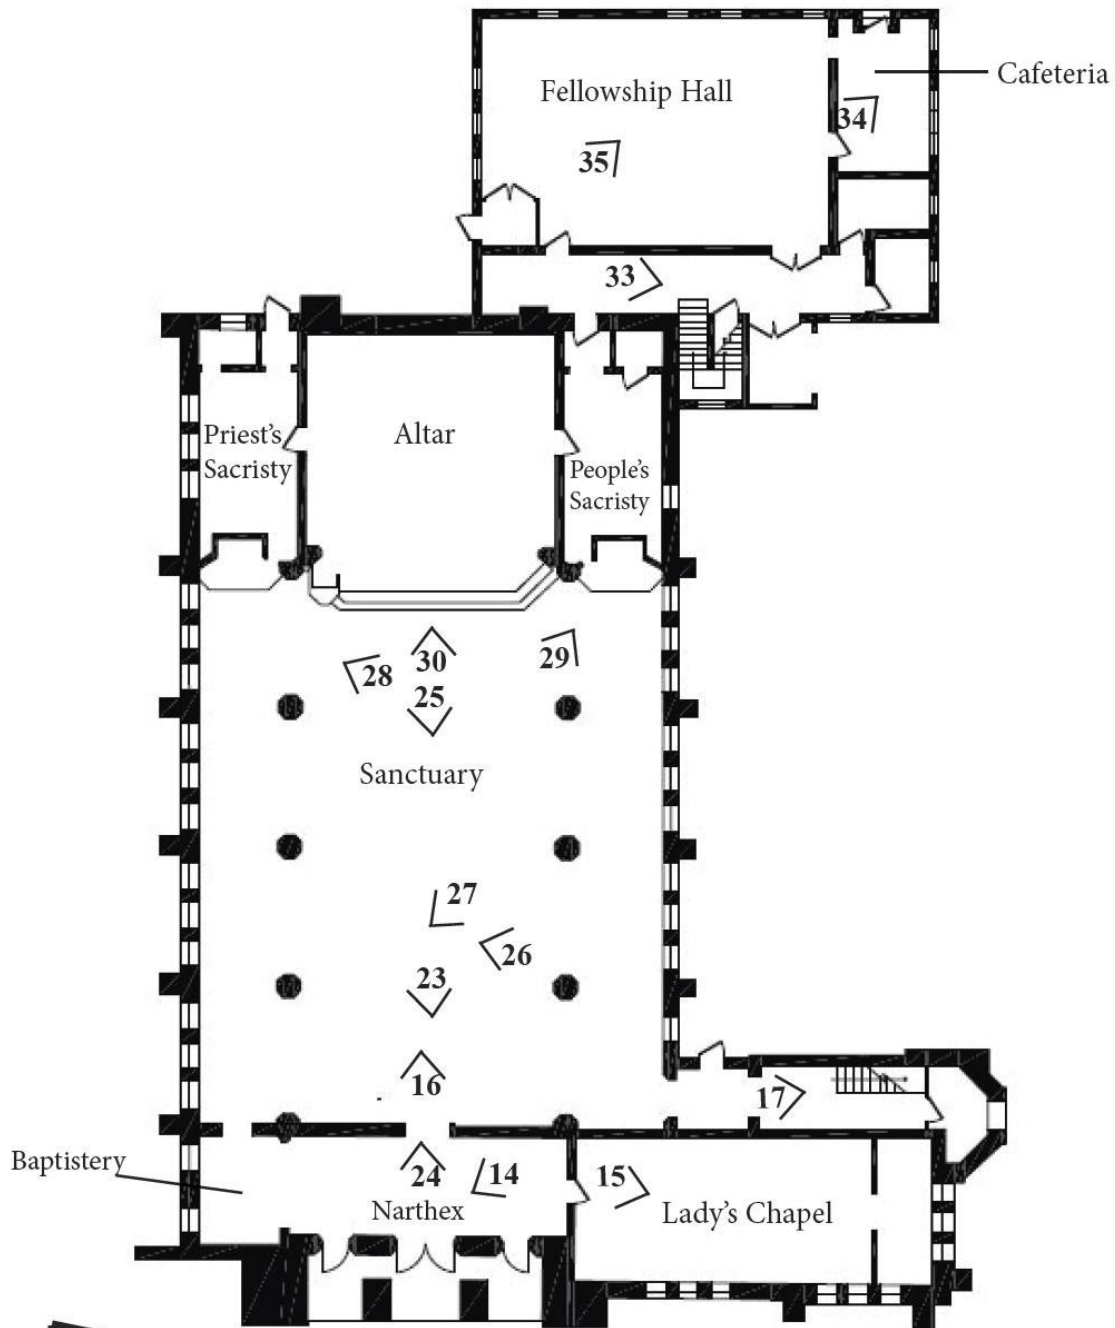 Fellowship Hall
Cafeteria
34
35
33
Priest's
Sacristy
Altar
People's
Sacristy
28
30
29
25
Sanctuary
27
26
23
16
17
Baptistery
24
14
15
Narthex
Lady's Chapel